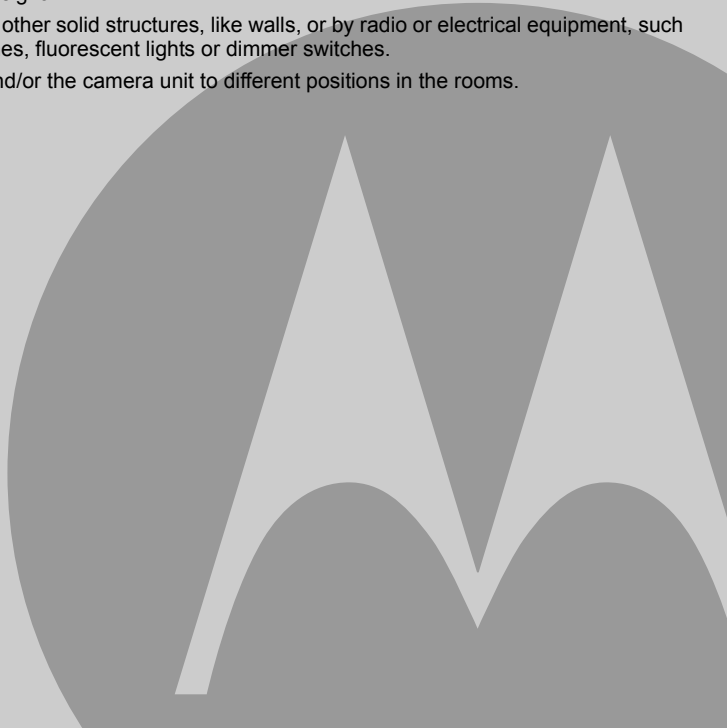 other solid structures, like walls, or by radio or electrical equipment, such
es, fluorescent lights or dimmer switches.
nd/or the camera unit to different positions in the rooms.